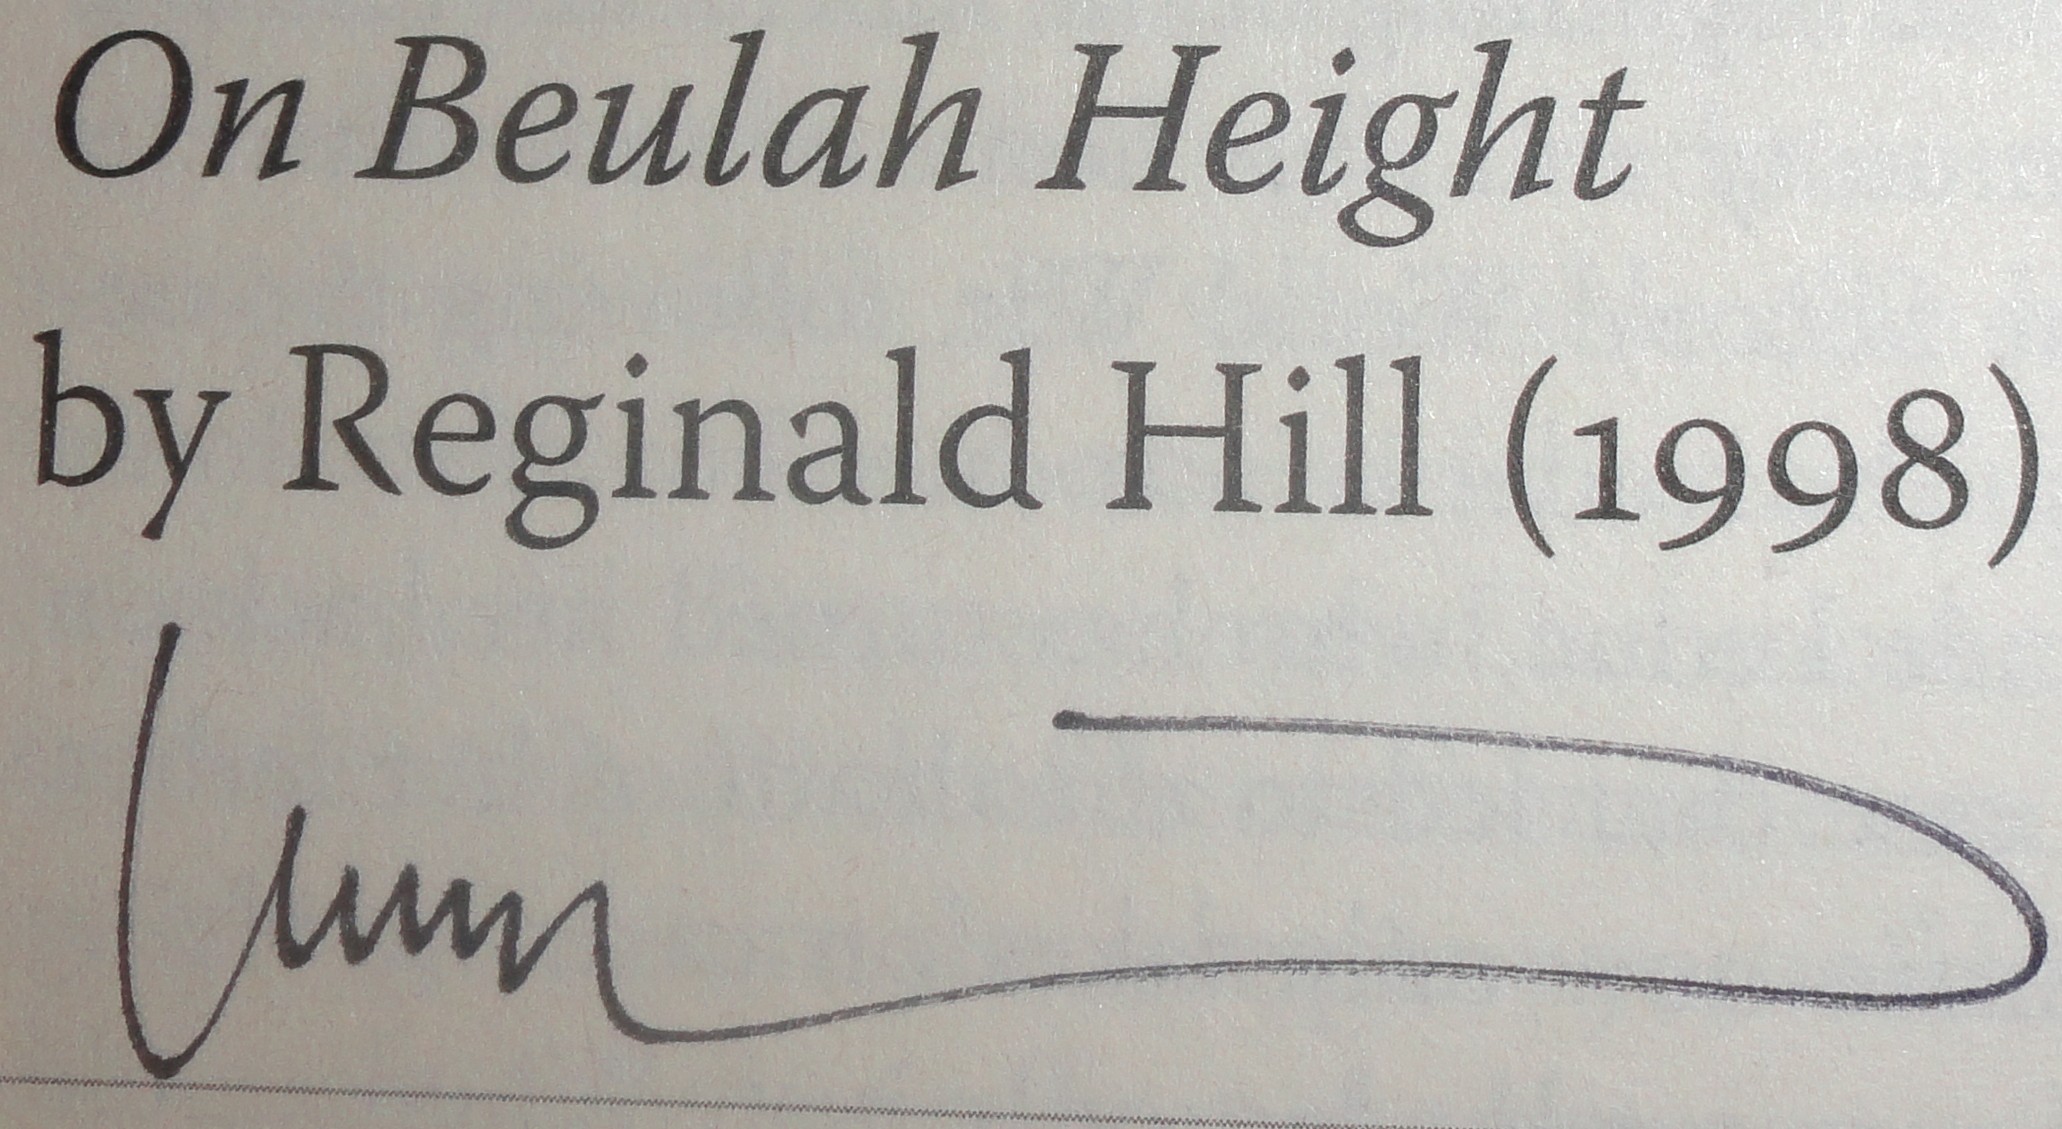 On Beulah Height
by Reginald Hill (1998)